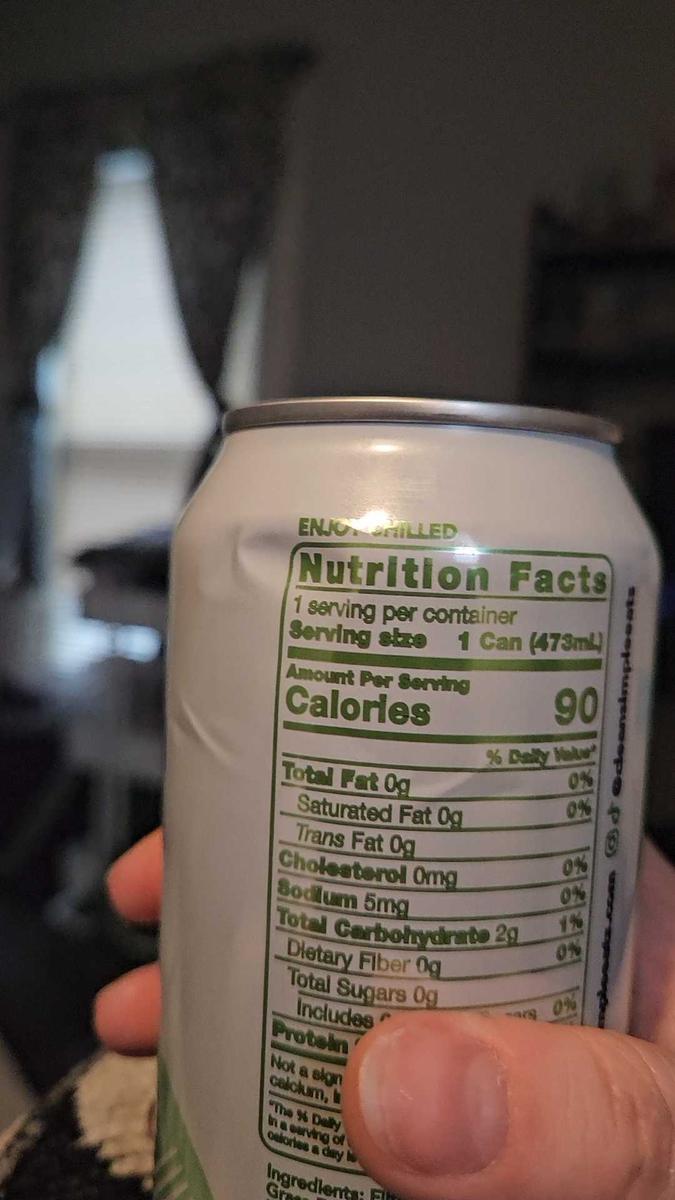 ENJOY CHILLED
Nutrition Facts
1 serving per container
Serving size 1 Can (473mL)
Amount Per Serving
Calories 90
% Daily Value*
Total Fat 0g 0%
Saturated Fat 0g 0%
Trans Fat 0g
Cholesterol 0mg 0%
Sodium 5mg 0%
Total Carbohydrate 2g 1%
Dietary Fiber 0g 0%
Total Sugars 0g
Includes 0%
Protein
Not a
calcium,
*The % Daily
in a serving of
calories a day
Ingredients:
@cleansimpleeats